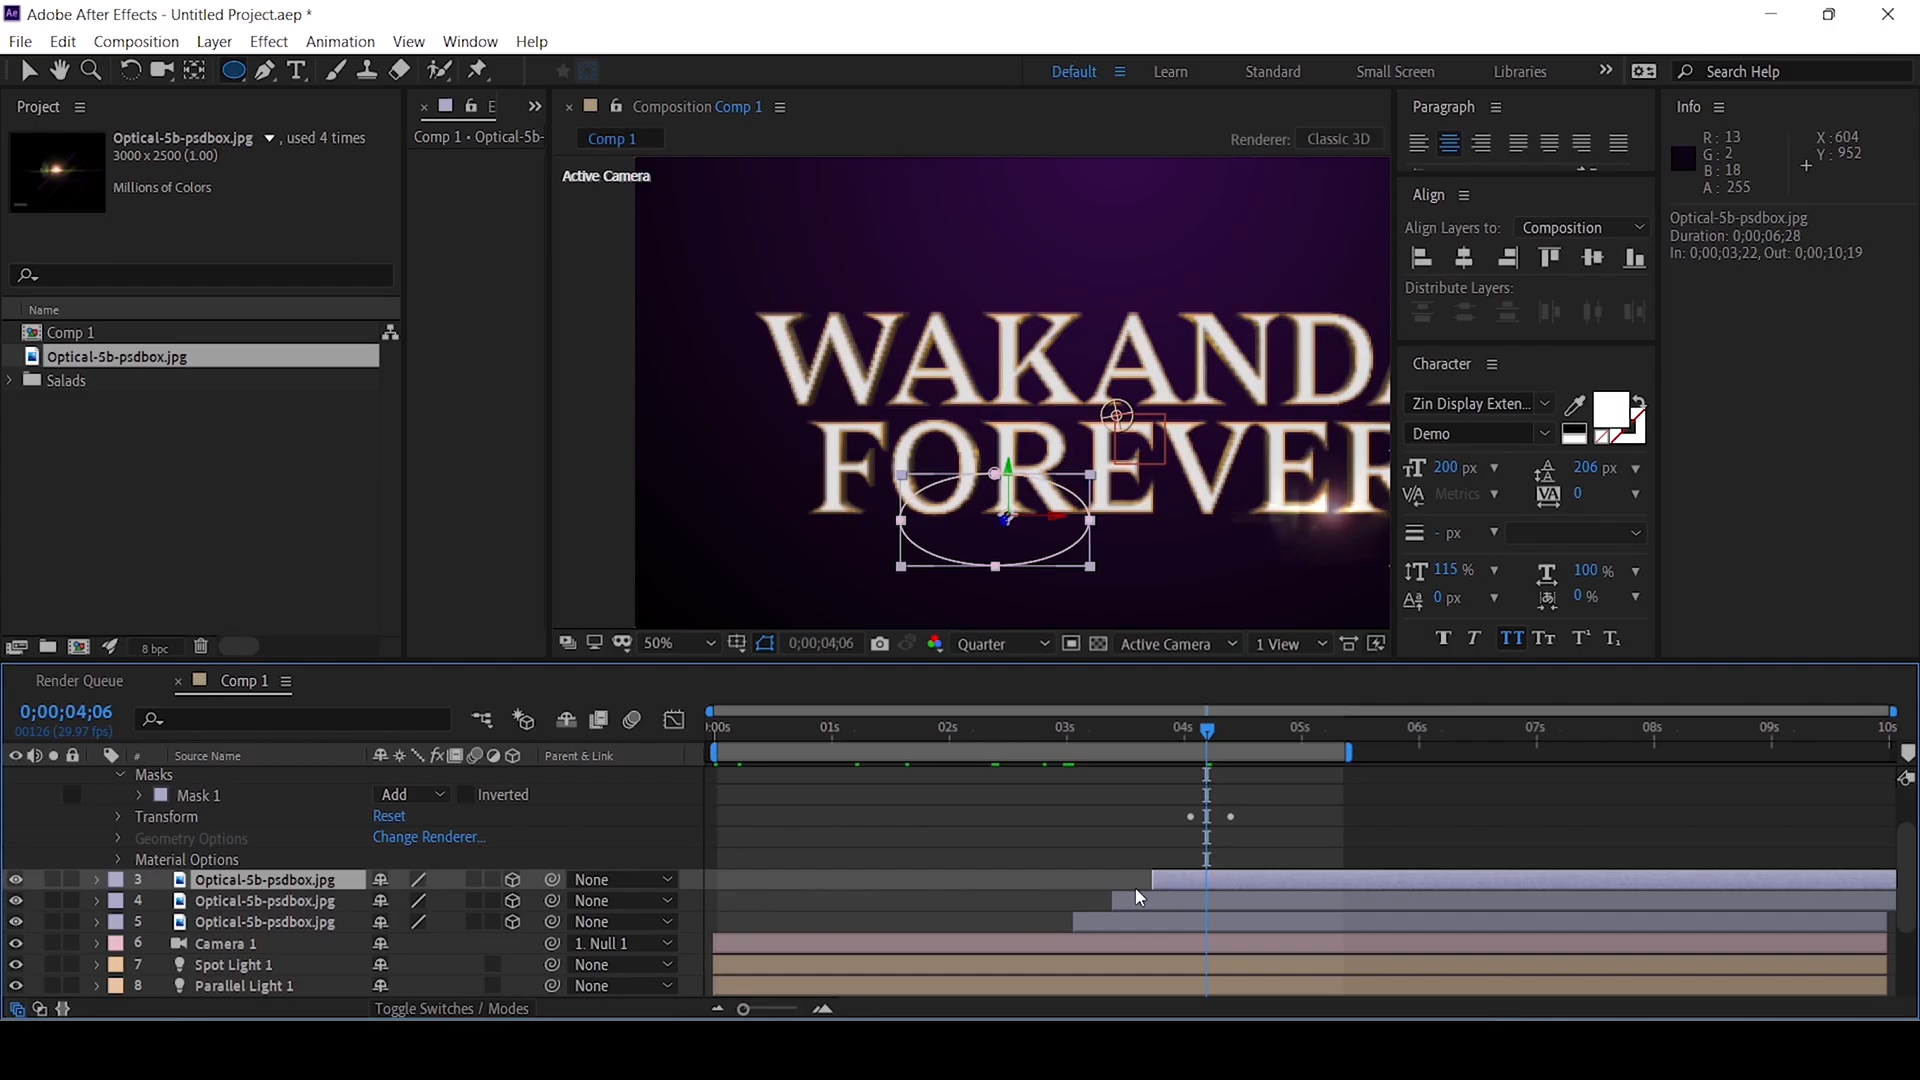 Adobe After Effects - Untitled Project.aep *
File Edit Composition Layer Effect Animation View Window Help
Default Learn Standard Small Screen Libraries Search Help
Project
Optical-5b-psdbox.jpg , used 4 times
3000 x 2500 (1.00)
Millions of Colors
Name
Comp 1
Optical-5b-psdbox.jpg
Salads
8 bpc
E
Comp 1 • Optical-5b-
Composition Comp 1
Comp 1
Renderer: Classic 3D
Active Camera
WAKANDA
FOREVER
50% 0;00;04;06 Quarter Active Camera 1 View
Paragraph
Align
Align Layers to: Composition
Distribute Layers:
Character
Zin Display Exten...
Demo
200 px 206 px
Metrics 0
- px
115 % 100 %
0 px 0 %
Info
R: 13 X: 604
G: 2 Y: 952
B: 18
A: 255
Optical-5b-psdbox.jpg
Duration: 0;00;06;28
In: 0;00;03;22, Out: 0;00;10;19
Render Queue Comp 1
0;00;04;06
00126 (29.97 fps)
:00s 01s 02s 03s 04s 05s 06s 07s 08s 09s 10s
# Source Name Parent & Link
Masks
Mask 1 Add Inverted
Transform Reset
Geometry Options Change Renderer...
Material Options
3 Optical-5b-psdbox.jpg None
4 Optical-5b-psdbox.jpg None
5 Optical-5b-psdbox.jpg None
6 Camera 1 1. Null 1
7 Spot Light 1 None
8 Parallel Light 1 None
Toggle Switches / Modes